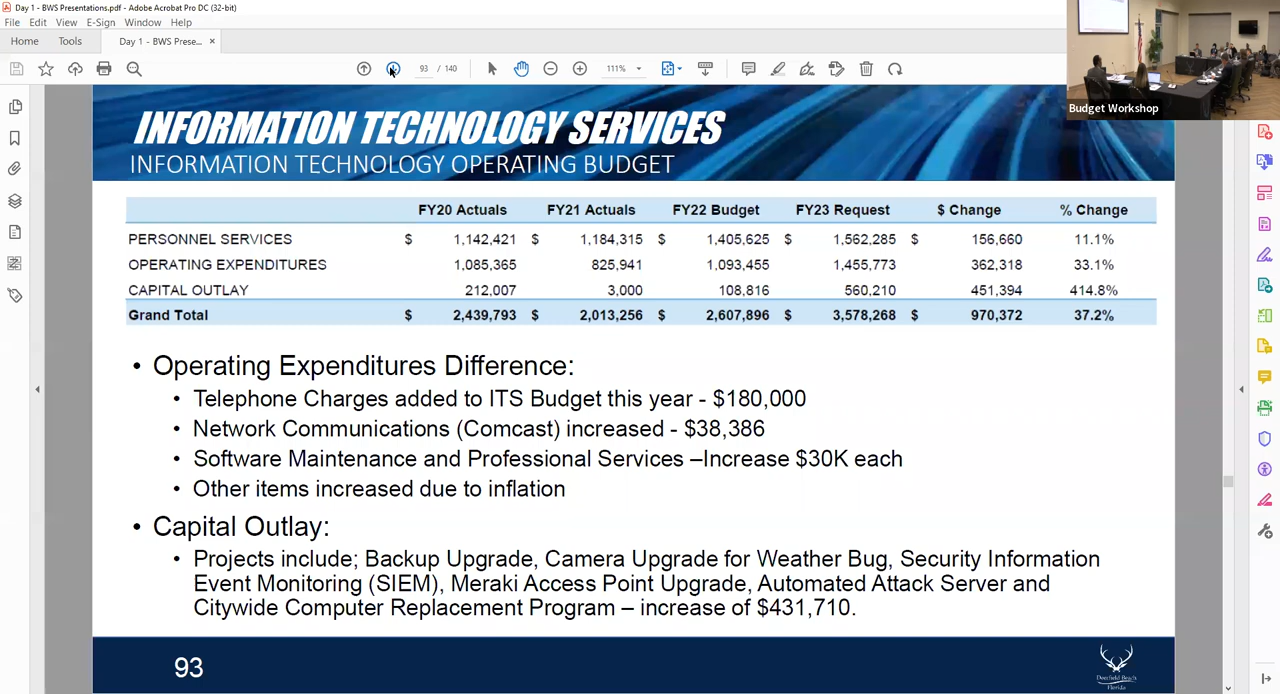 Day 1 - BWS Presentations.pdf - Adobe Acrobat Pro DC (32-bit)
File Edit View E-Sign Window Help
Home Tools Day 1 - BWS Prese... ×
93 / 140 111%
Budget Workshop
INFORMATION TECHNOLOGY SERVICES
INFORMATION TECHNOLOGY OPERATING BUDGET
FY20 Actuals FY21 Actuals FY22 Budget FY23 Request $ Change % Change
PERSONNEL SERVICES $ 1,142,421 $ 1,184,315 $ 1,405,625 $ 1,562,285 $ 156,660 11.1%
OPERATING EXPENDITURES 1,085,365 825,941 1,093,455 1,455,773 362,318 33.1%
CAPITAL OUTLAY 212,007 3,000 108,816 560,210 451,394 414.8%
Grand Total $ 2,439,793 $ 2,013,256 $ 2,607,896 $ 3,578,268 $ 970,372 37.2%
• Operating Expenditures Difference:
• Telephone Charges added to ITS Budget this year - $180,000
• Network Communications (Comcast) increased - $38,386
• Software Maintenance and Professional Services –Increase $30K each
• Other items increased due to inflation
• Capital Outlay:
• Projects include; Backup Upgrade, Camera Upgrade for Weather Bug, Security Information
Event Monitoring (SIEM), Meraki Access Point Upgrade, Automated Attack Server and
Citywide Computer Replacement Program – increase of $431,710.
93
Deerfield Beach
Florida